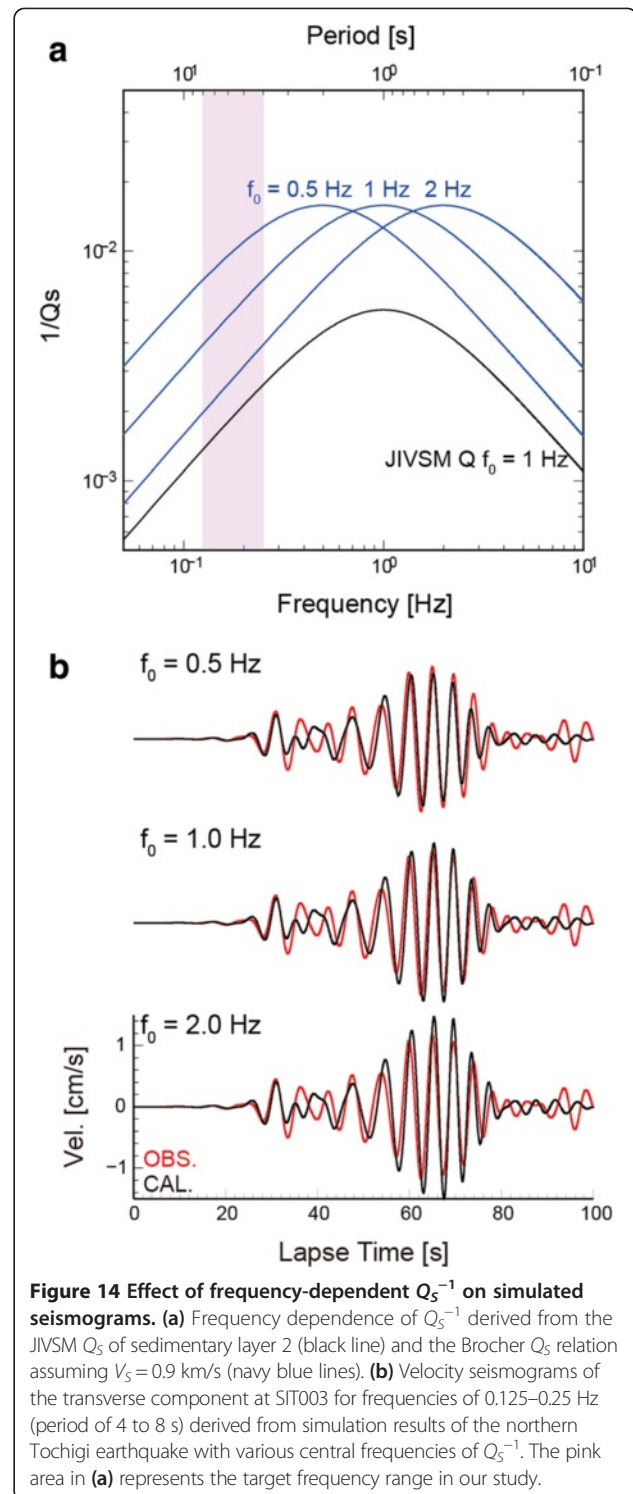 a
Period [s]
10¹ 10⁰ 10⁻¹
f₀ = 0.5 Hz 1 Hz 2 Hz
10⁻²
1/Qs
JIVSM Q f₀ = 1 Hz
10⁻³
10⁻¹ 10⁰ 10¹
Frequency [Hz]
b
f₀ = 0.5 Hz
f₀ = 1.0 Hz
f₀ = 2.0 Hz
1
0
−1
Vel. [cm/s]
OBS.
CAL.
0 20 40 60 80 100
Lapse Time [s]
Figure 14 Effect of frequency-dependent Q_S⁻¹ on simulated
seismograms. (a) Frequency dependence of Q_S⁻¹ derived from the
JIVSM Q_S of sedimentary layer 2 (black line) and the Brocher Q_S relation
assuming V_S = 0.9 km/s (navy blue lines). (b) Velocity seismograms of
the transverse component at SIT003 for frequencies of 0.125–0.25 Hz
(period of 4 to 8 s) derived from simulation results of the northern
Tochigi earthquake with various central frequencies of Q_S⁻¹. The pink
area in (a) represents the target frequency range in our study.